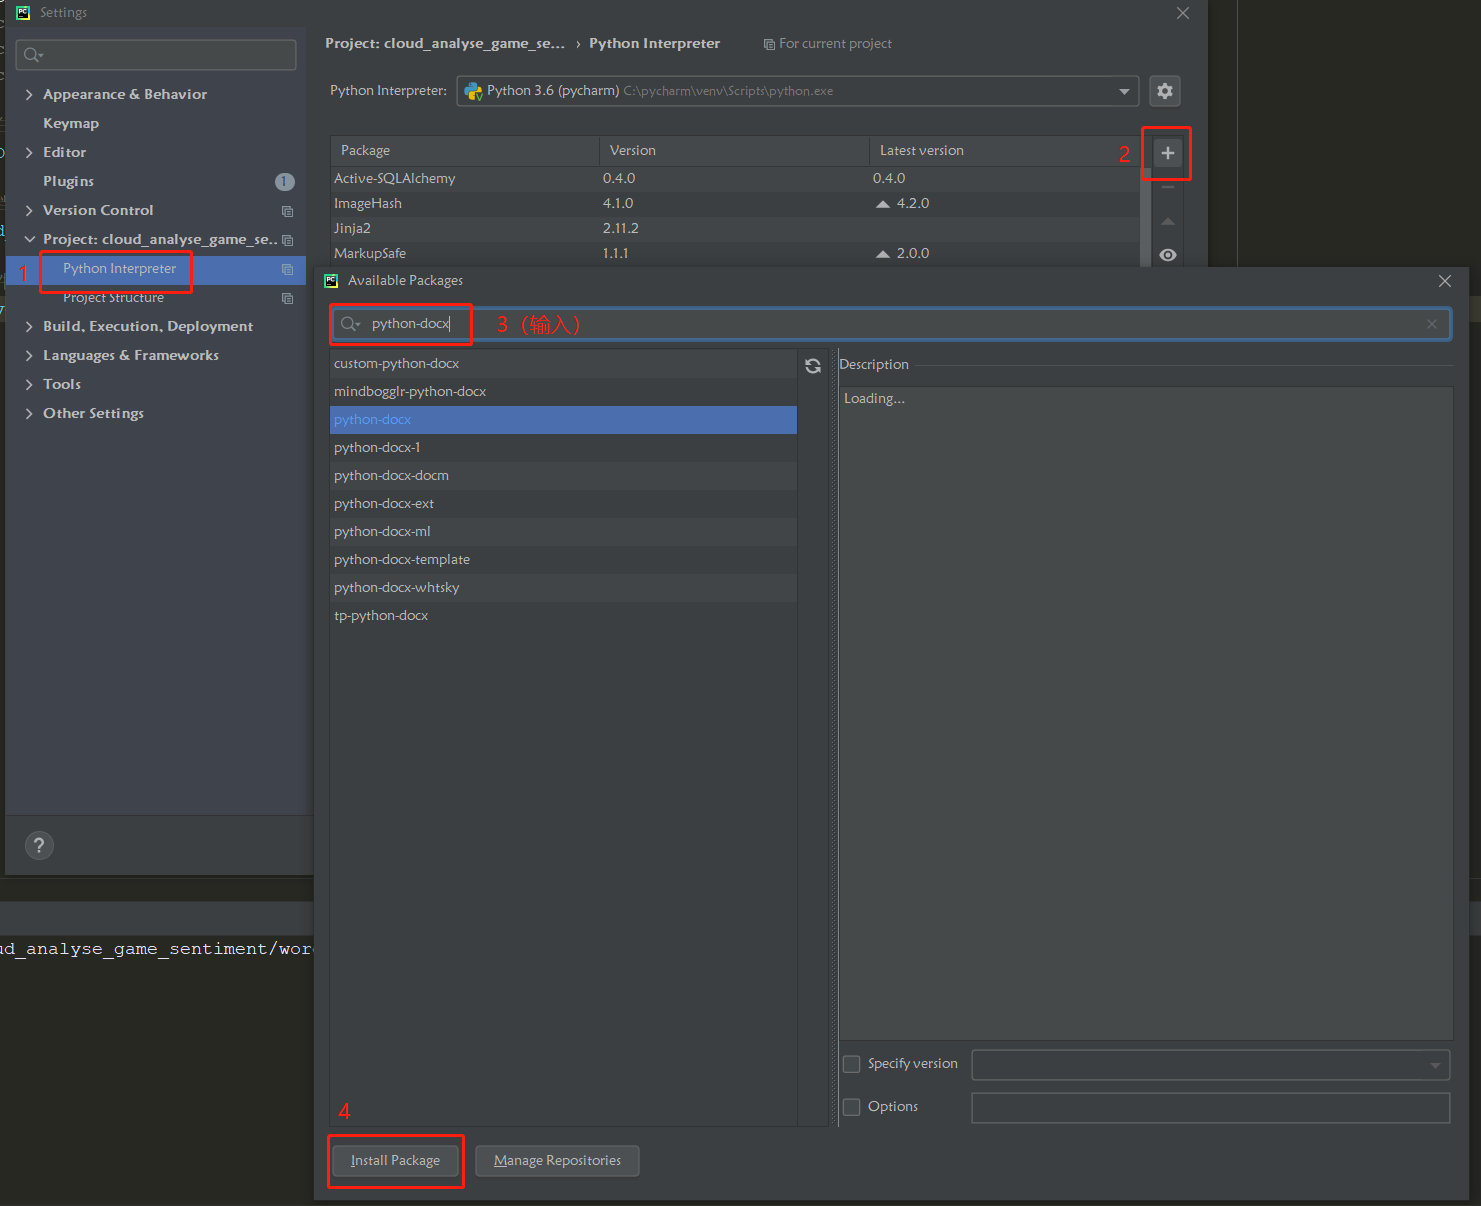 Settings
Project: cloud_analyse_game_se... › Python Interpreter
For current project
Python Interpreter:
Python 3.6 (pycharm) C:\pycharm\venv\Scripts\python.exe
Appearance & Behavior
Keymap
Editor
Plugins
1
Version Control
Project: cloud_analyse_game_se..
1
Python Interpreter
Project Structure
Build, Execution, Deployment
Languages & Frameworks
Tools
Other Settings
?
Package Version Latest version
2
+
Active-SQLAlchemy 0.4.0 0.4.0
ImageHash 4.1.0 4.2.0
Jinja2 2.11.2
MarkupSafe 1.1.1 2.0.0
Available Packages
python-docx
3（输入）
custom-python-docx
mindbogglr-python-docx
python-docx
python-docx-1
python-docx-docm
python-docx-ext
python-docx-ml
python-docx-template
python-docx-whtsky
tp-python-docx
Description
Loading...
Specify version
Options
4
Install Package
Manage Repositories
ud_analyse_game_sentiment/wor